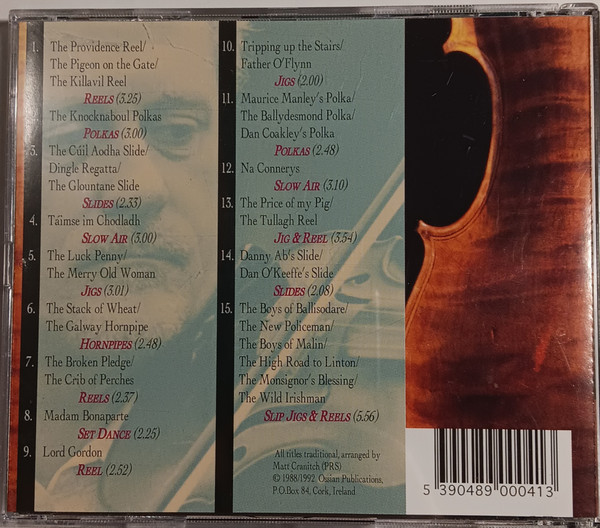 1. The Providence Reel/
The Pigeon on the Gate/
The Killavil Reel
REELS (3.25)
The Knocknaboul Polkas
POLKAS (3.00)
3. The Cúil Aodha Slide/
Dingle Regatta/
The Glountane Slide
SLIDES (2.33)
4. Táimse im Chodladh
SLOW AIR (3.00)
5. The Luck Penny/
The Merry Old Woman
JIGS (3.01)
6. The Stack of Wheat/
The Galway Hornpipe
HORNPIPES (2.48)
7. The Broken Pledge/
The Crib of Perches
REELS (2.37)
8. Madam Bonaparte
SET DANCE (2.25)
9. Lord Gordon
REEL (2.52)
10. Tripping up the Stairs/
Father O'Flynn
JIGS (2.00)
11. Maurice Manley's Polka/
The Ballydesmond Polka/
Dan Coakley's Polka
POLKAS (2.48)
12. Na Connerys
SLOW AIR (3.10)
13. The Price of my Pig/
The Tullagh Reel
JIG & REEL (3.54)
14. Danny Ab's Slide/
Dan O'Keeffe's Slide
SLIDES (2.08)
15. The Boys of Ballisodare/
The New Policeman/
The Boys of Malin/
The High Road to Linton/
The Monsignor's Blessing/
The Wild Irishman
SLIP JIGS & REELS (5.56)
All titles traditional, arranged by
Matt Cranitch (PRS)
© 1988/1992 Ossian Publications,
P.O.Box 84, Cork, Ireland
5 390489 000413